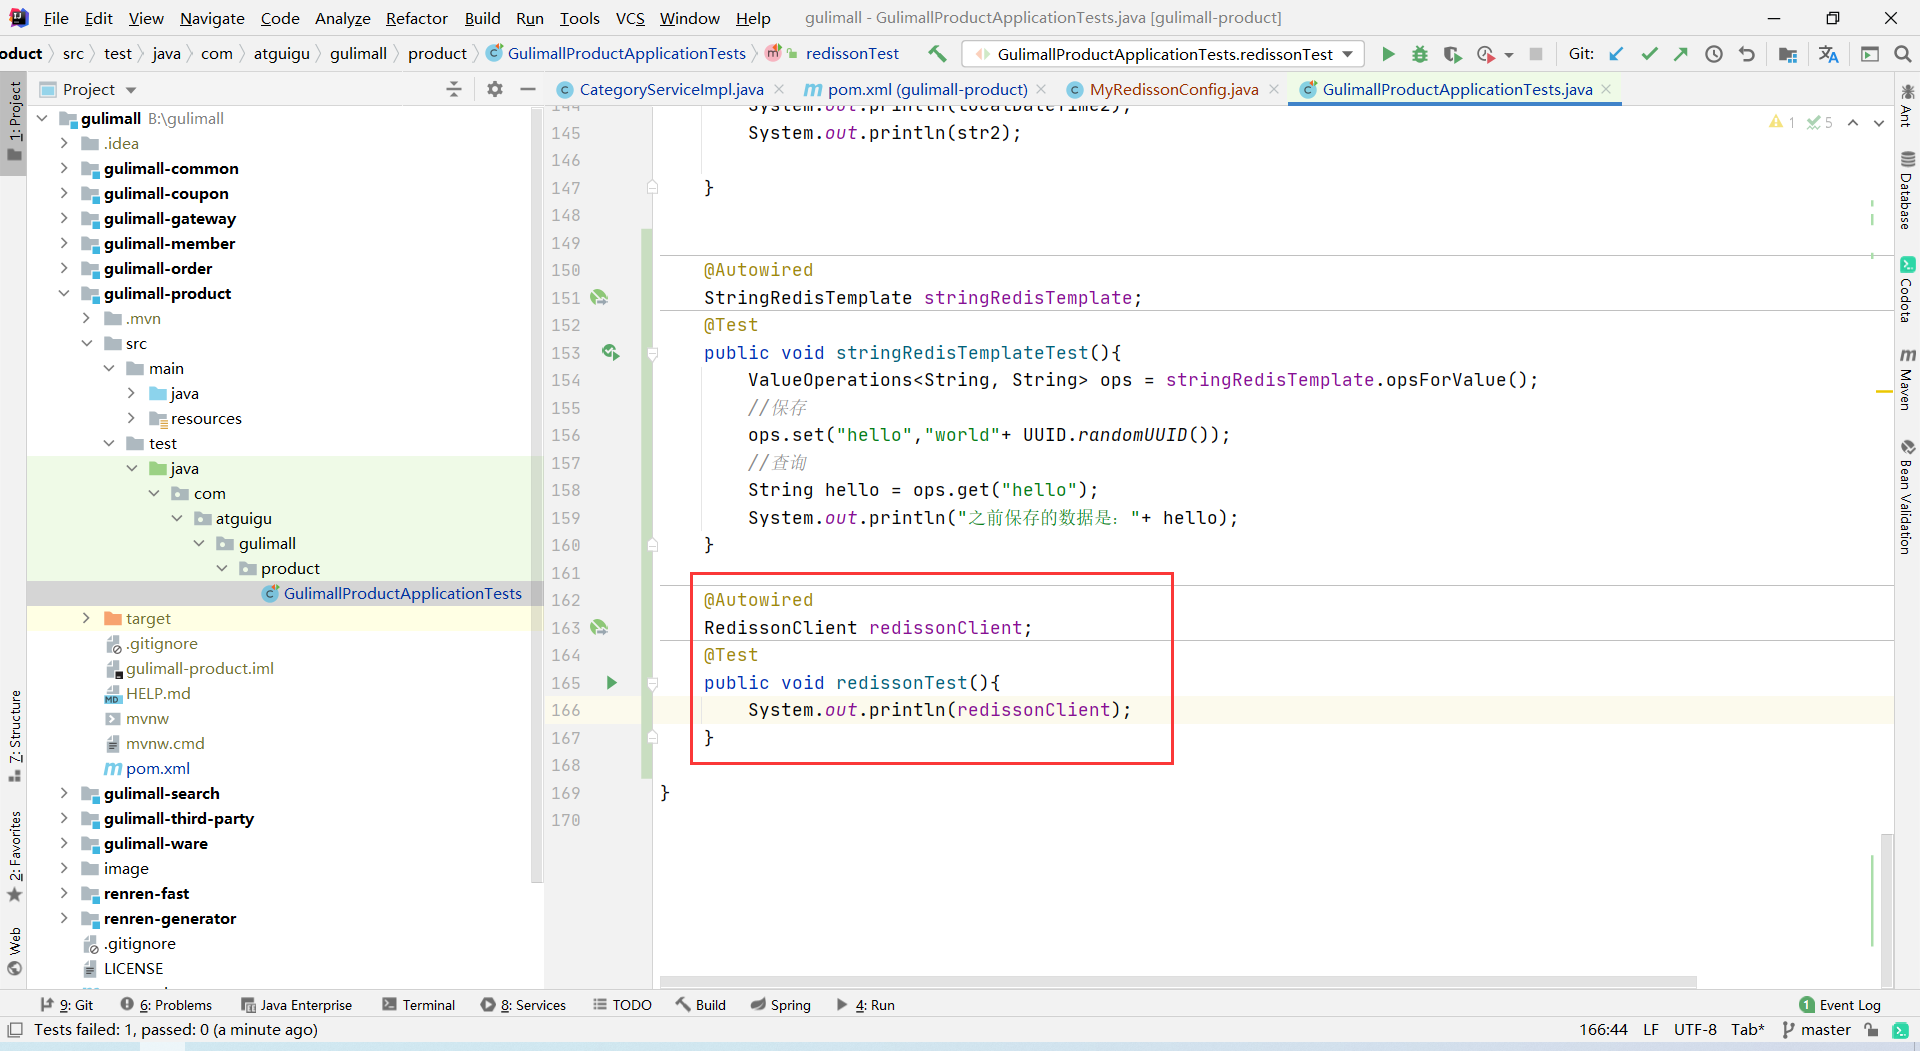 File Edit View Navigate Code Analyze Refactor Build Run Tools VCS Window Help gulimall - GulimallProductApplicationTests.java [gulimall-product]
oduct src test java com atguigu gulimall product GulimallProductApplicationTests redissonTest GulimallProductApplicationTests.redissonTest Git:
Project
CategoryServiceImpl.java pom.xml (gulimall-product) MyRedissonConfig.java GulimallProductApplicationTests.java
1: Project
7: Structure
2: Favorites
Web
gulimall B:\gulimall
.idea
gulimall-common
gulimall-coupon
gulimall-gateway
gulimall-member
gulimall-order
gulimall-product
.mvn
src
main
java
resources
test
java
com
atguigu
gulimall
product
GulimallProductApplicationTests
target
.gitignore
gulimall-product.iml
HELP.md
mvnw
mvnw.cmd
pom.xml
gulimall-search
gulimall-third-party
gulimall-ware
image
renren-fast
renren-generator
.gitignore
LICENSE
144 System.out.println(localDateTime2);
145 System.out.println(str2);
146
147 }
148
149
150 @Autowired
151 StringRedisTemplate stringRedisTemplate;
152 @Test
153 public void stringRedisTemplateTest(){
154 ValueOperations<String, String> ops = stringRedisTemplate.opsForValue();
155 //保存
156 ops.set("hello","world"+ UUID.randomUUID());
157 //查询
158 String hello = ops.get("hello");
159 System.out.println("之前保存的数据是："+ hello);
160 }
161
162 @Autowired
163 RedissonClient redissonClient;
164 @Test
165 public void redissonTest(){
166 System.out.println(redissonClient);
167 }
168
169 }
170
1 5
Ant
Database
Codota
Maven
Bean Validation
9: Git 6: Problems Java Enterprise Terminal 8: Services TODO Build Spring 4: Run 1 Event Log
Tests failed: 1, passed: 0 (a minute ago) 166:44 LF UTF-8 Tab* master